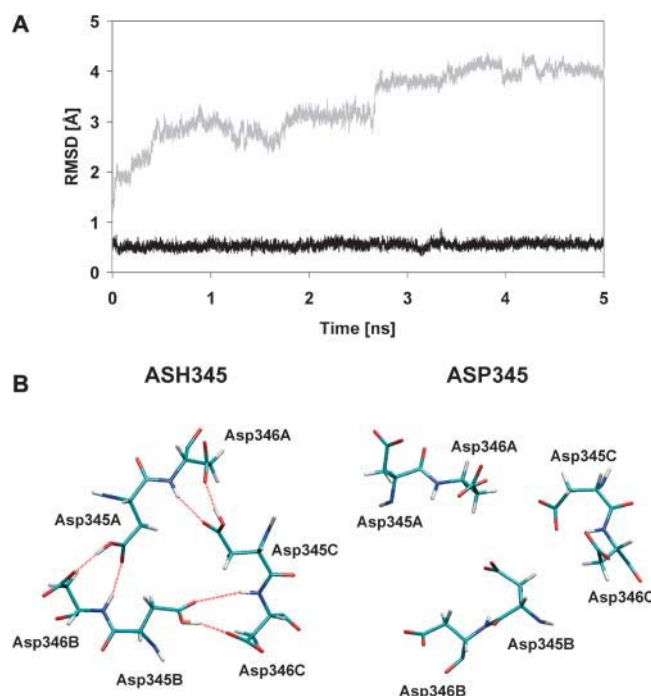 A
RMSD [Å]
5
4
3
2
1
0
0 1 2 3 4 5
Time [ns]
B
ASH345 ASP345
Asp346A
Asp345A
Asp345C
Asp346B
Asp345B
Asp346C
Asp346A
Asp345C
Asp345A
Asp346C
Asp345B
Asp346B